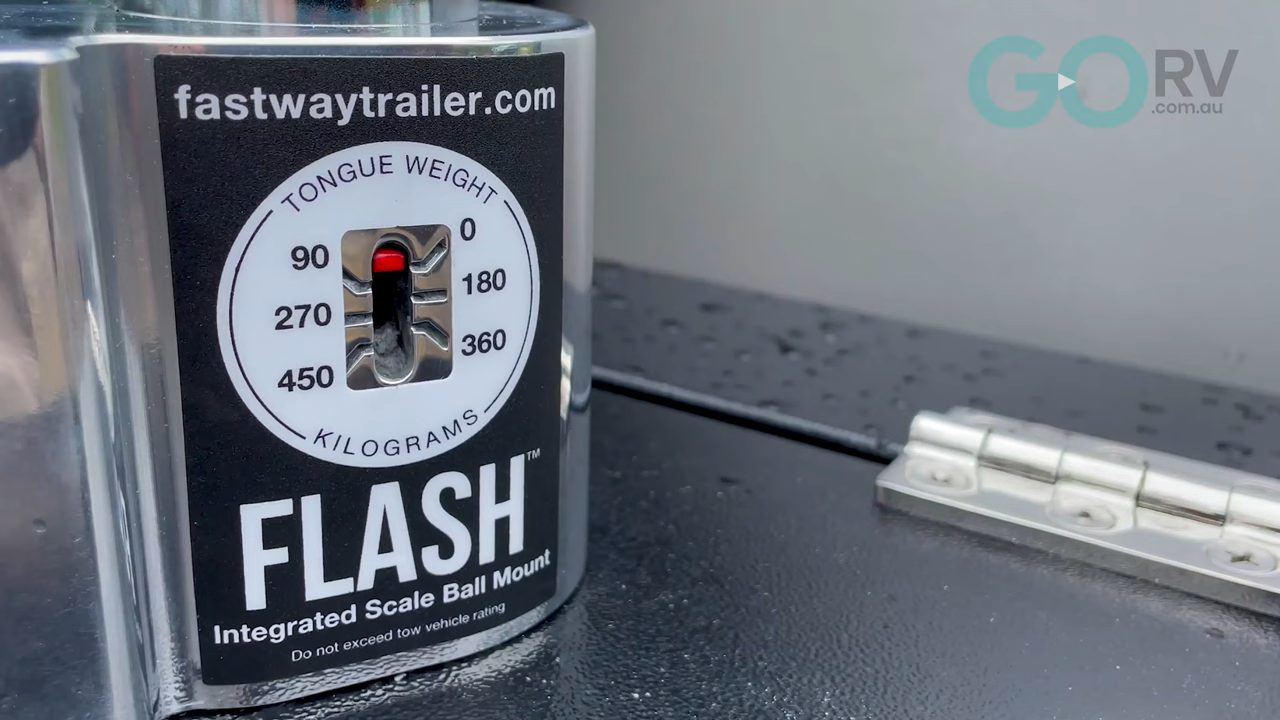 GO RV
.com.au
fastwaytrailer.com
TONGUE WEIGHT
0
90
180
270
360
450
KILOGRAMS
FLASH™
Integrated Scale Ball Mount
Do not exceed tow vehicle rating